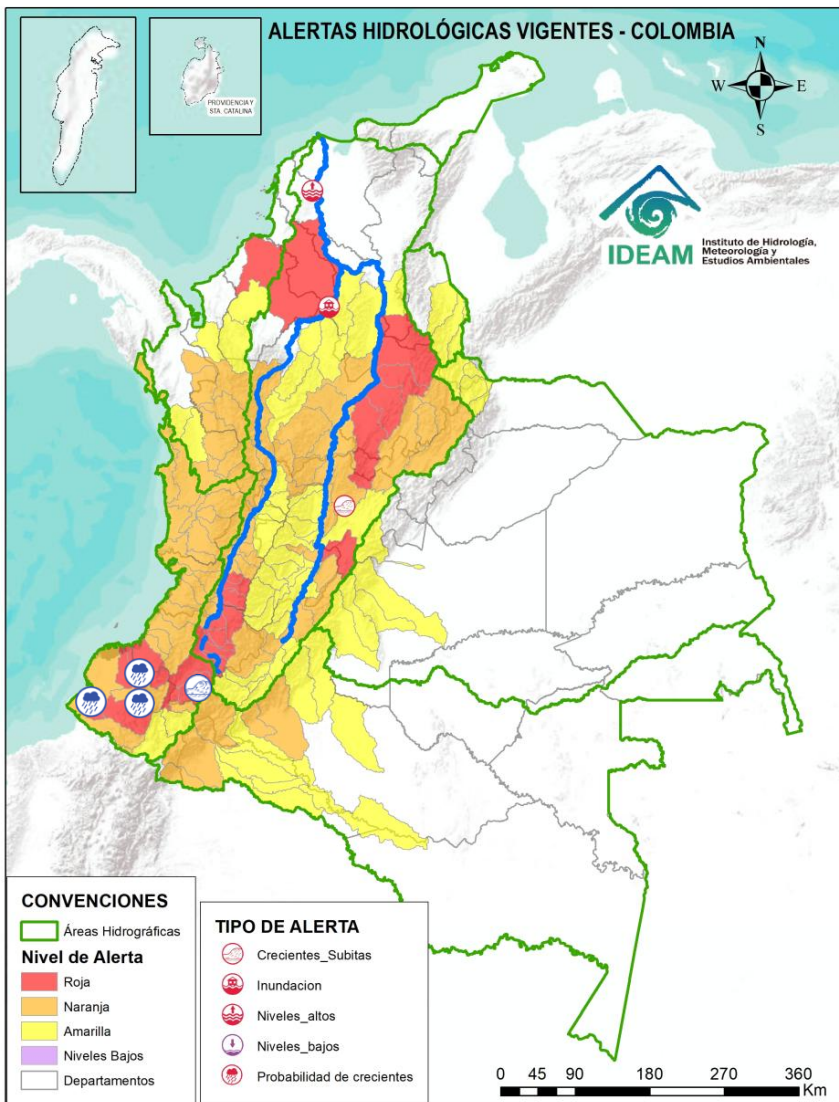 ALERTAS HIDROLÓGICAS VIGENTES - COLOMBIA
PROVIDENCIA Y
STA. CATALINA
N
W E
S
IDEAM
Instituto de Hidrología,
Meteorología y
Estudios Ambientales
CONVENCIONES
Áreas Hidrográficas
Nivel de Alerta
Roja
Naranja
Amarilla
Niveles Bajos
Departamentos
TIPO DE ALERTA
Crecientes_Subitas
Inundacion
Niveles_altos
Niveles_bajos
Probabilidad de crecientes
0 45 90 180 270 360
Km